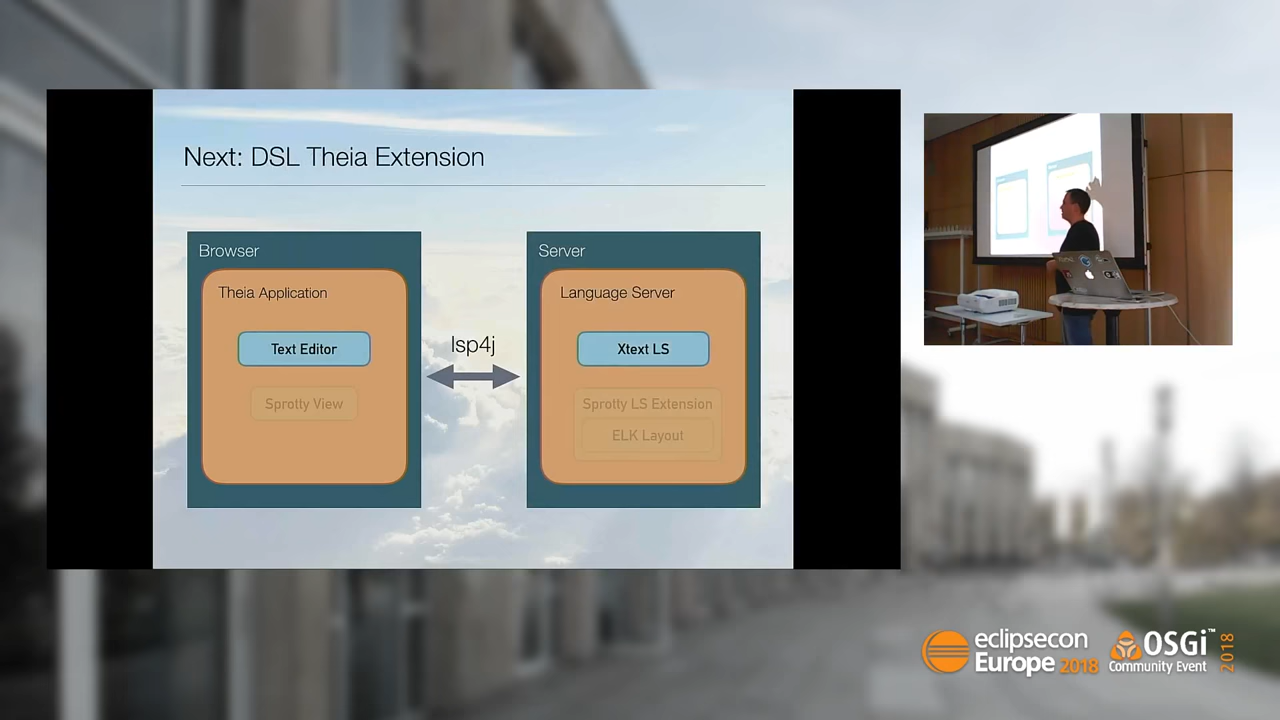 Next: DSL Theia Extension
Browser
Theia Application
Text Editor
Sprotty View
lsp4j
Server
Language Server
Xtext LS
Sprotty LS Extension
ELK Layout
eclipsecon
Europe 2018
OSGi™
Community Event
2018